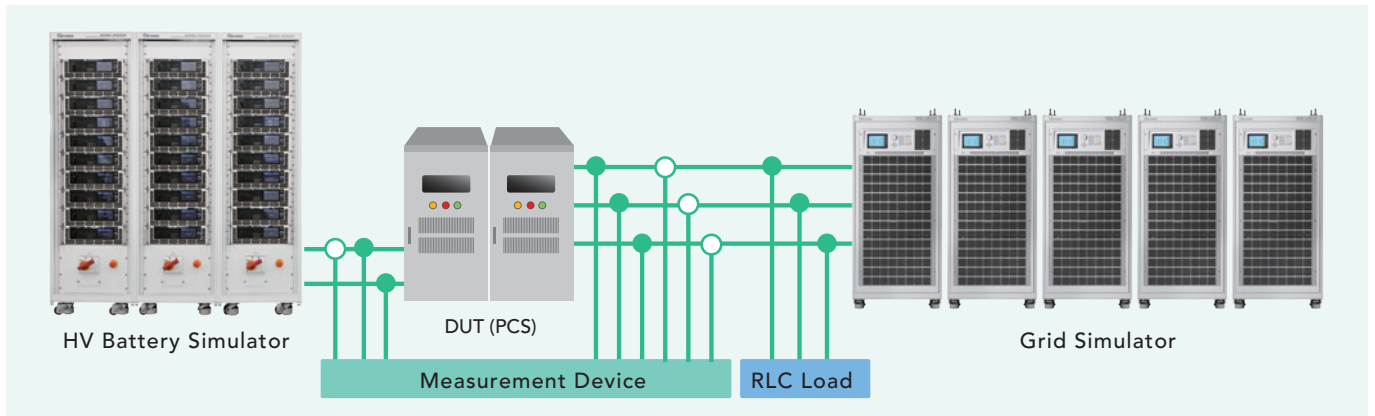 HV Battery Simulator
DUT (PCS)
Grid Simulator
Measurement Device
RLC Load